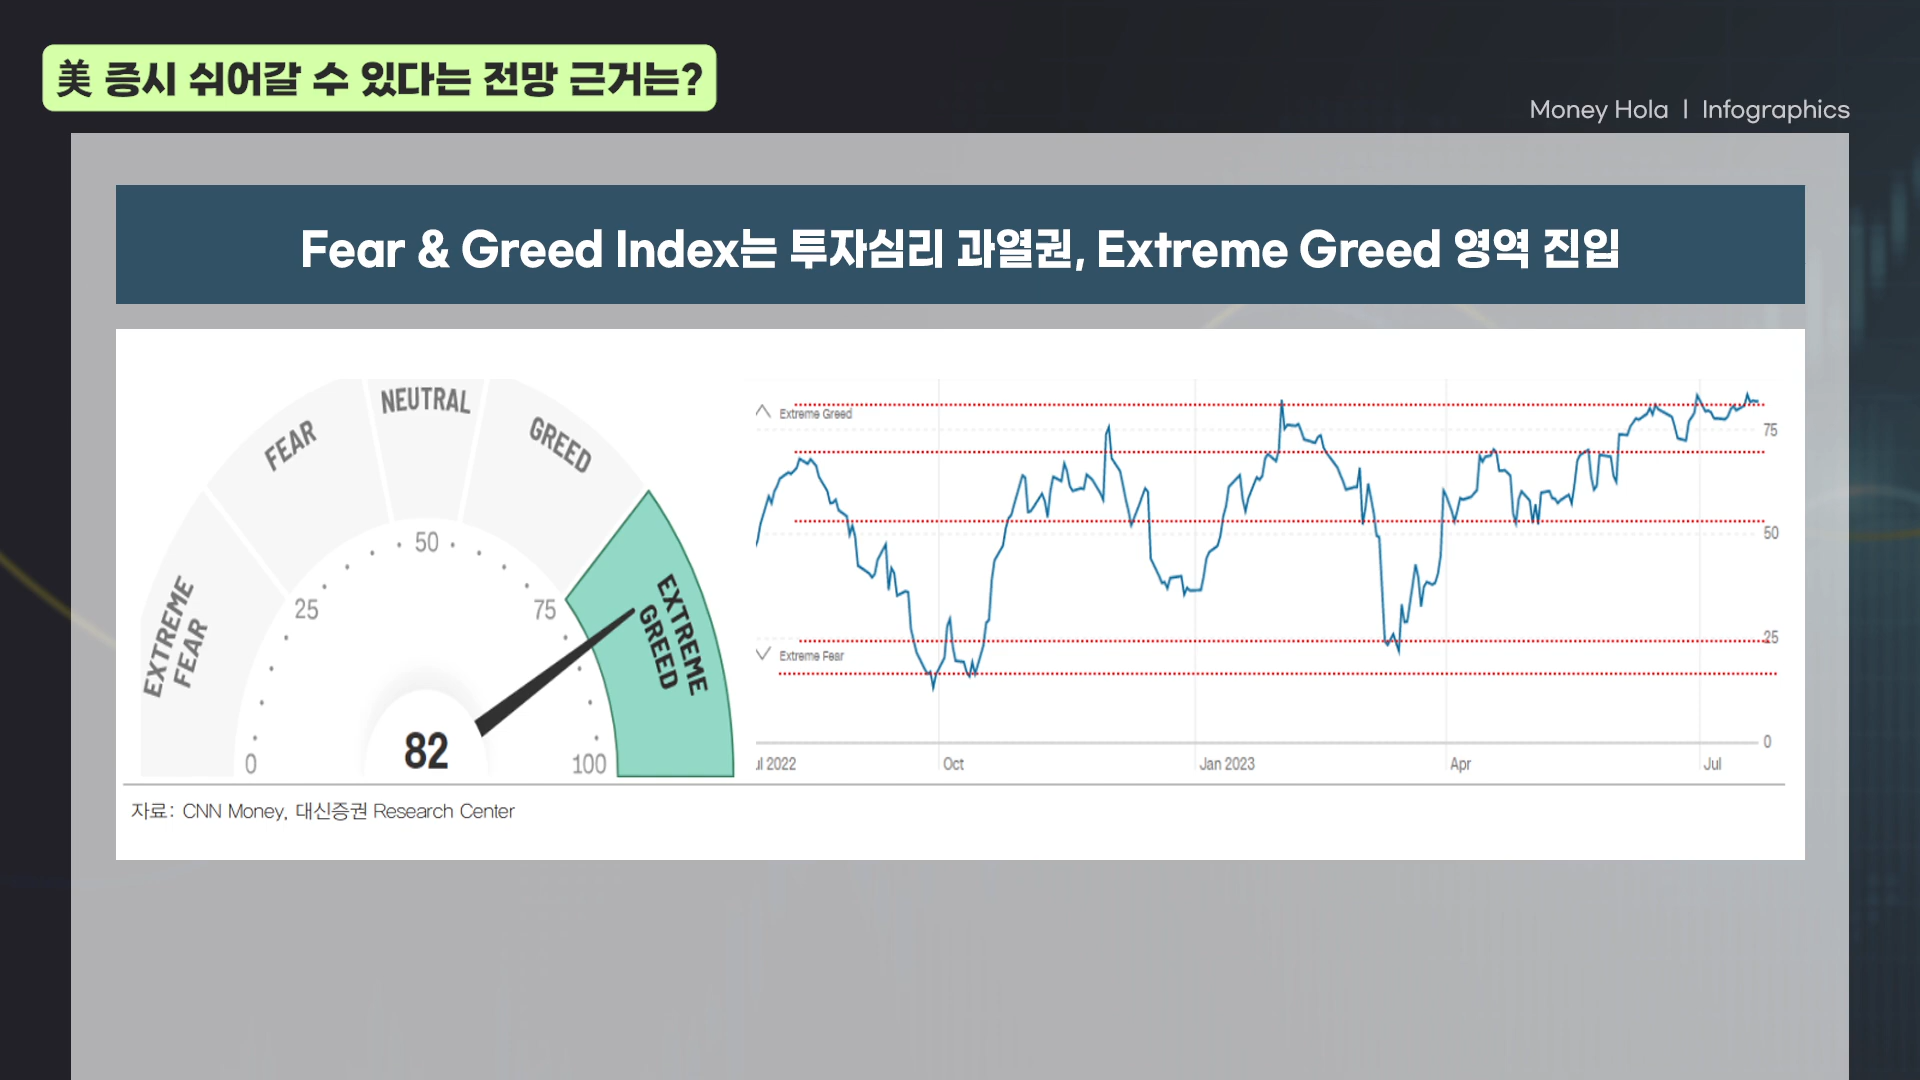 美 증시 쉬어갈 수 있다는 전망 근거는?
Money Hola | Infographics
Fear & Greed Index는 투자심리 과열권, Extreme Greed 영역 진입
EXTREME
FEAR
FEAR
NEUTRAL
GREED
EXTREME
GREED
0
25
50
75
100
82
Extreme Greed
Extreme Fear
75
50
25
0
ul 2022
Oct
Jan 2023
Apr
Jul
자료: CNN Money, 대신증권 Research Center